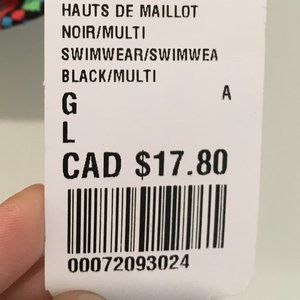 HAUTS DE MAILLOT
NOIR/MULTI
SWIMWEAR/SWIMWEA
BLACK/MULTI
G A
L
CAD $17.80
00072093024